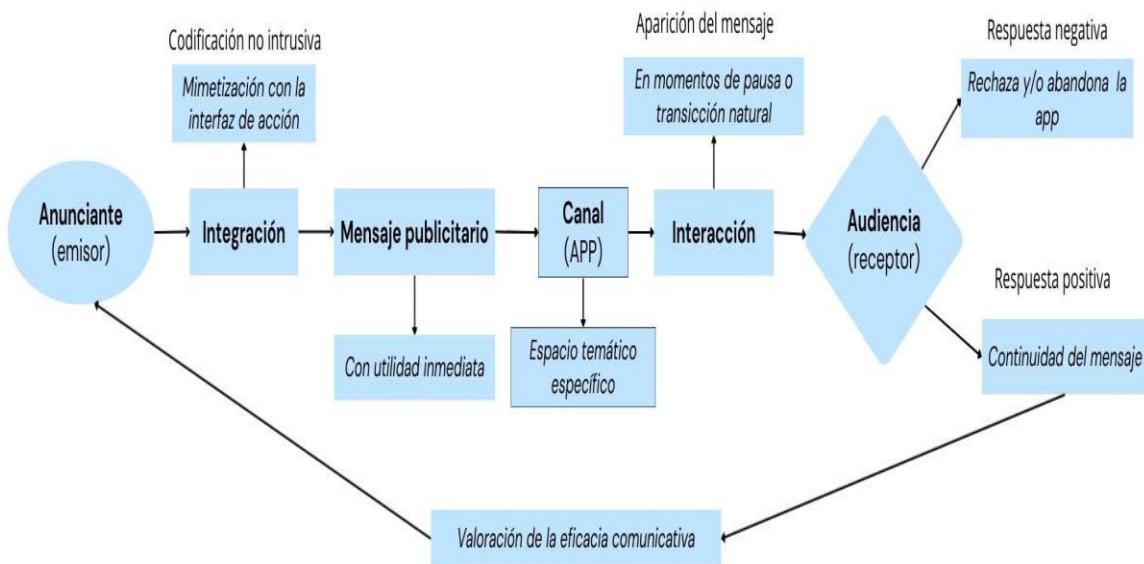 Codificación no intrusiva
Mimetización con la
interfaz de acción
Aparición del mensaje
En momentos de pausa o
transicción natural
Respuesta negativa
Rechaza y/o abandona la
app
Anunciante
(emisor)
Integración
Mensaje publicitario
Canal
(APP)
Interacción
Audiencia
(receptor)
Con utilidad inmediata
Espacio temático
específico
Respuesta positiva
Continuidad del mensaje
Valoración de la eficacia comunicativa